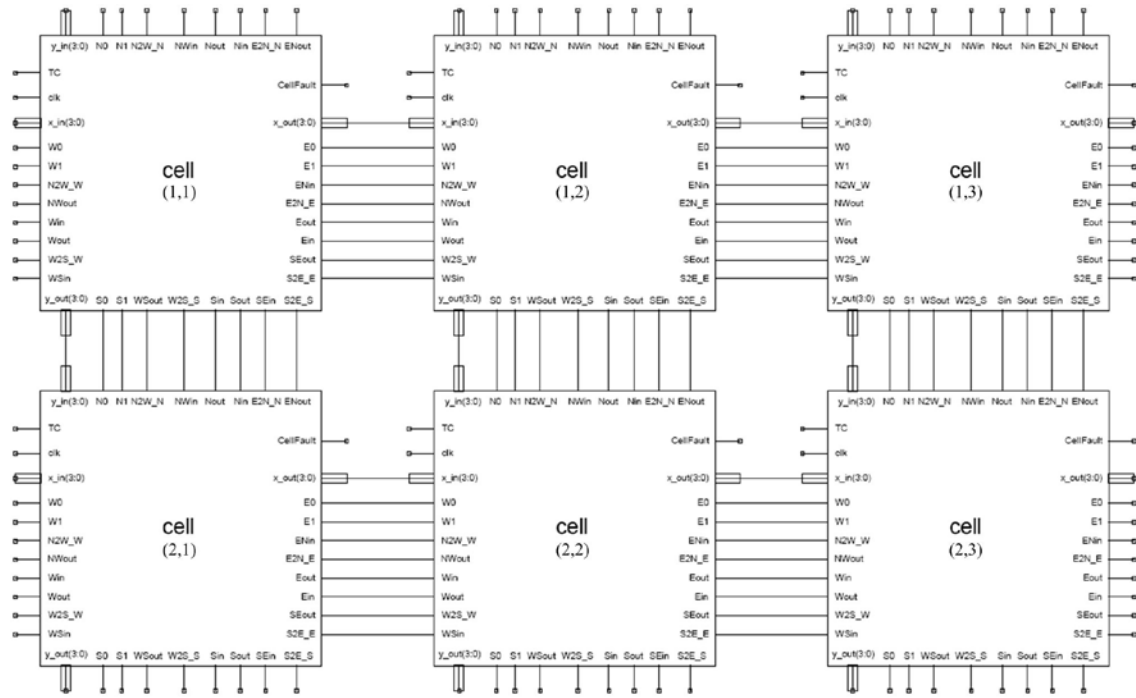 y_in(3:0) N0 N1 N2W_N NWin Nout Nin E2N_N ENout
TC
CellFault
clk
x_in(3:0) x_out(3:0)
W0 E0
W1 E1
cell
N2W_W ENin
(1,1)
NWout E2N_E
Win Eout
Wout Ein
W2S_W SEout
WSin S2E_E
y_out(3:0) S0 S1 WSout W2S_S Sin Sout SEin S2E_S
y_in(3:0) N0 N1 N2W_N NWin Nout Nin E2N_N ENout
TC
CellFault
clk
x_in(3:0) x_out(3:0)
W0 E0
W1 E1
cell
N2W_W ENin
(1,2)
NWout E2N_E
Win Eout
Wout Ein
W2S_W SEout
WSin S2E_E
y_out(3:0) S0 S1 WSout W2S_S Sin Sout SEin S2E_S
y_in(3:0) N0 N1 N2W_N NWin Nout Nin E2N_N ENout
TC
CellFault
clk
x_in(3:0) x_out(3:0)
W0 E0
W1 E1
cell
N2W_W ENin
(1,3)
NWout E2N_E
Win Eout
Wout Ein
W2S_W SEout
WSin S2E_E
y_out(3:0) S0 S1 WSout W2S_S Sin Sout SEin S2E_S
y_in(3:0) N0 N1 N2W_N NWin Nout Nin E2N_N ENout
TC
CellFault
clk
x_in(3:0) x_out(3:0)
W0 E0
W1 E1
cell
N2W_W ENin
(2,1)
NWout E2N_E
Win Eout
Wout Ein
W2S_W SEout
WSin S2E_E
y_out(3:0) S0 S1 WSout W2S_S Sin Sout SEin S2E_S
y_in(3:0) N0 N1 N2W_N NWin Nout Nin E2N_N ENout
TC
CellFault
clk
x_in(3:0) x_out(3:0)
W0 E0
W1 E1
cell
N2W_W ENin
(2,2)
NWout E2N_E
Win Eout
Wout Ein
W2S_W SEout
WSin S2E_E
y_out(3:0) S0 S1 WSout W2S_S Sin Sout SEin S2E_S
y_in(3:0) N0 N1 N2W_N NWin Nout Nin E2N_N ENout
TC
CellFault
clk
x_in(3:0) x_out(3:0)
W0 E0
W1 E1
cell
N2W_W ENin
(2,3)
NWout E2N_E
Win Eout
Wout Ein
W2S_W SEout
WSin S2E_E
y_out(3:0) S0 S1 WSout W2S_S Sin Sout SEin S2E_S